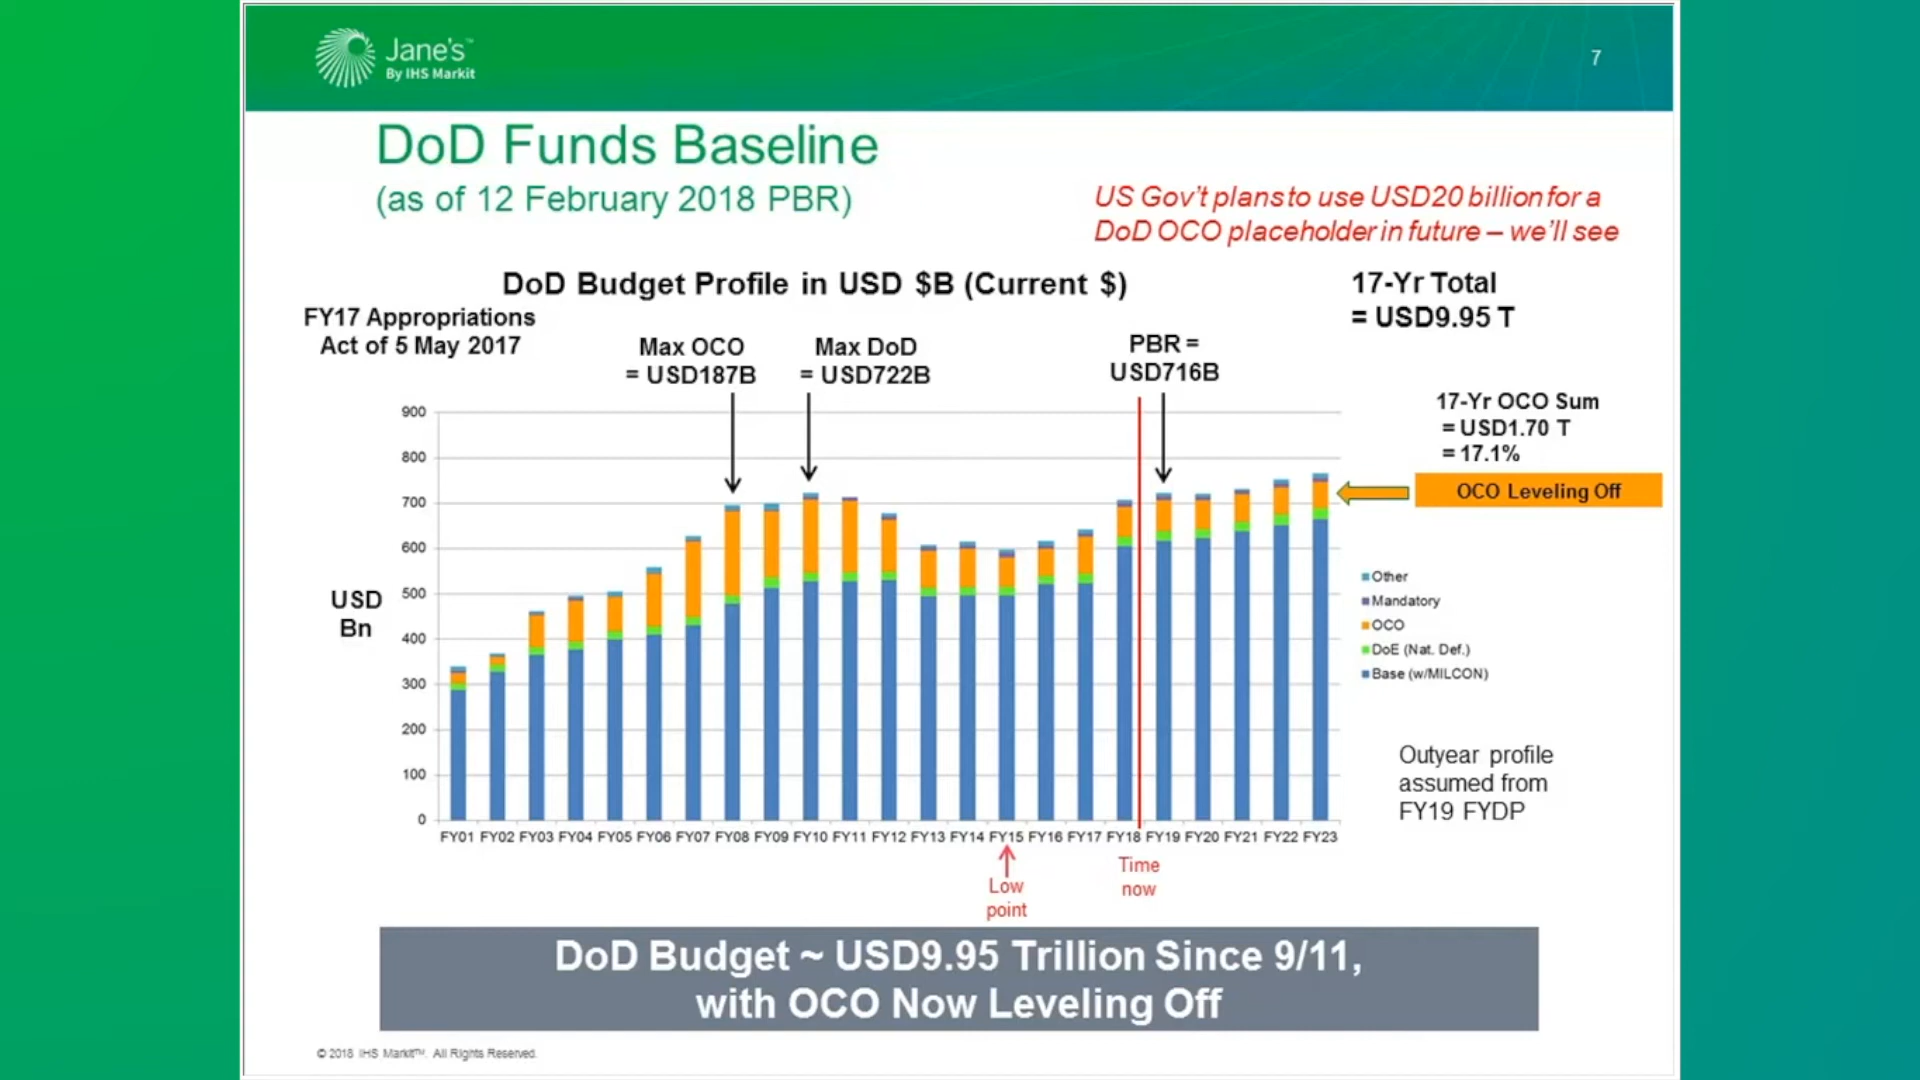 Jane's™
By IHS Markit
7
DoD Funds Baseline
(as of 12 February 2018 PBR)
US Gov't plans to use USD20 billion for a
DoD OCO placeholder in future – we'll see
DoD Budget Profile in USD $B (Current $)
17-Yr Total
= USD9.95 T
FY17 Appropriations
Act of 5 May 2017
Max OCO
= USD187B
Max DoD
= USD722B
PBR =
USD716B
17-Yr OCO Sum
= USD1.70 T
= 17.1%
OCO Leveling Off
900
800
700
600
500
400
300
200
100
0
USD
Bn
Other
Mandatory
OCO
DoE (Nat. Def.)
Base (w/MILCON)
Outyear profile
assumed from
FY19 FYDP
FY01 FY02 FY03 FY04 FY05 FY06 FY07 FY08 FY09 FY10 FY11 FY12 FY13 FY14 FY15 FY16 FY17 FY18 FY19 FY20 FY21 FY22 FY23
Low
point
Time
now
DoD Budget ~ USD9.95 Trillion Since 9/11,
with OCO Now Leveling Off
© 2018 IHS Markit™. All Rights Reserved.